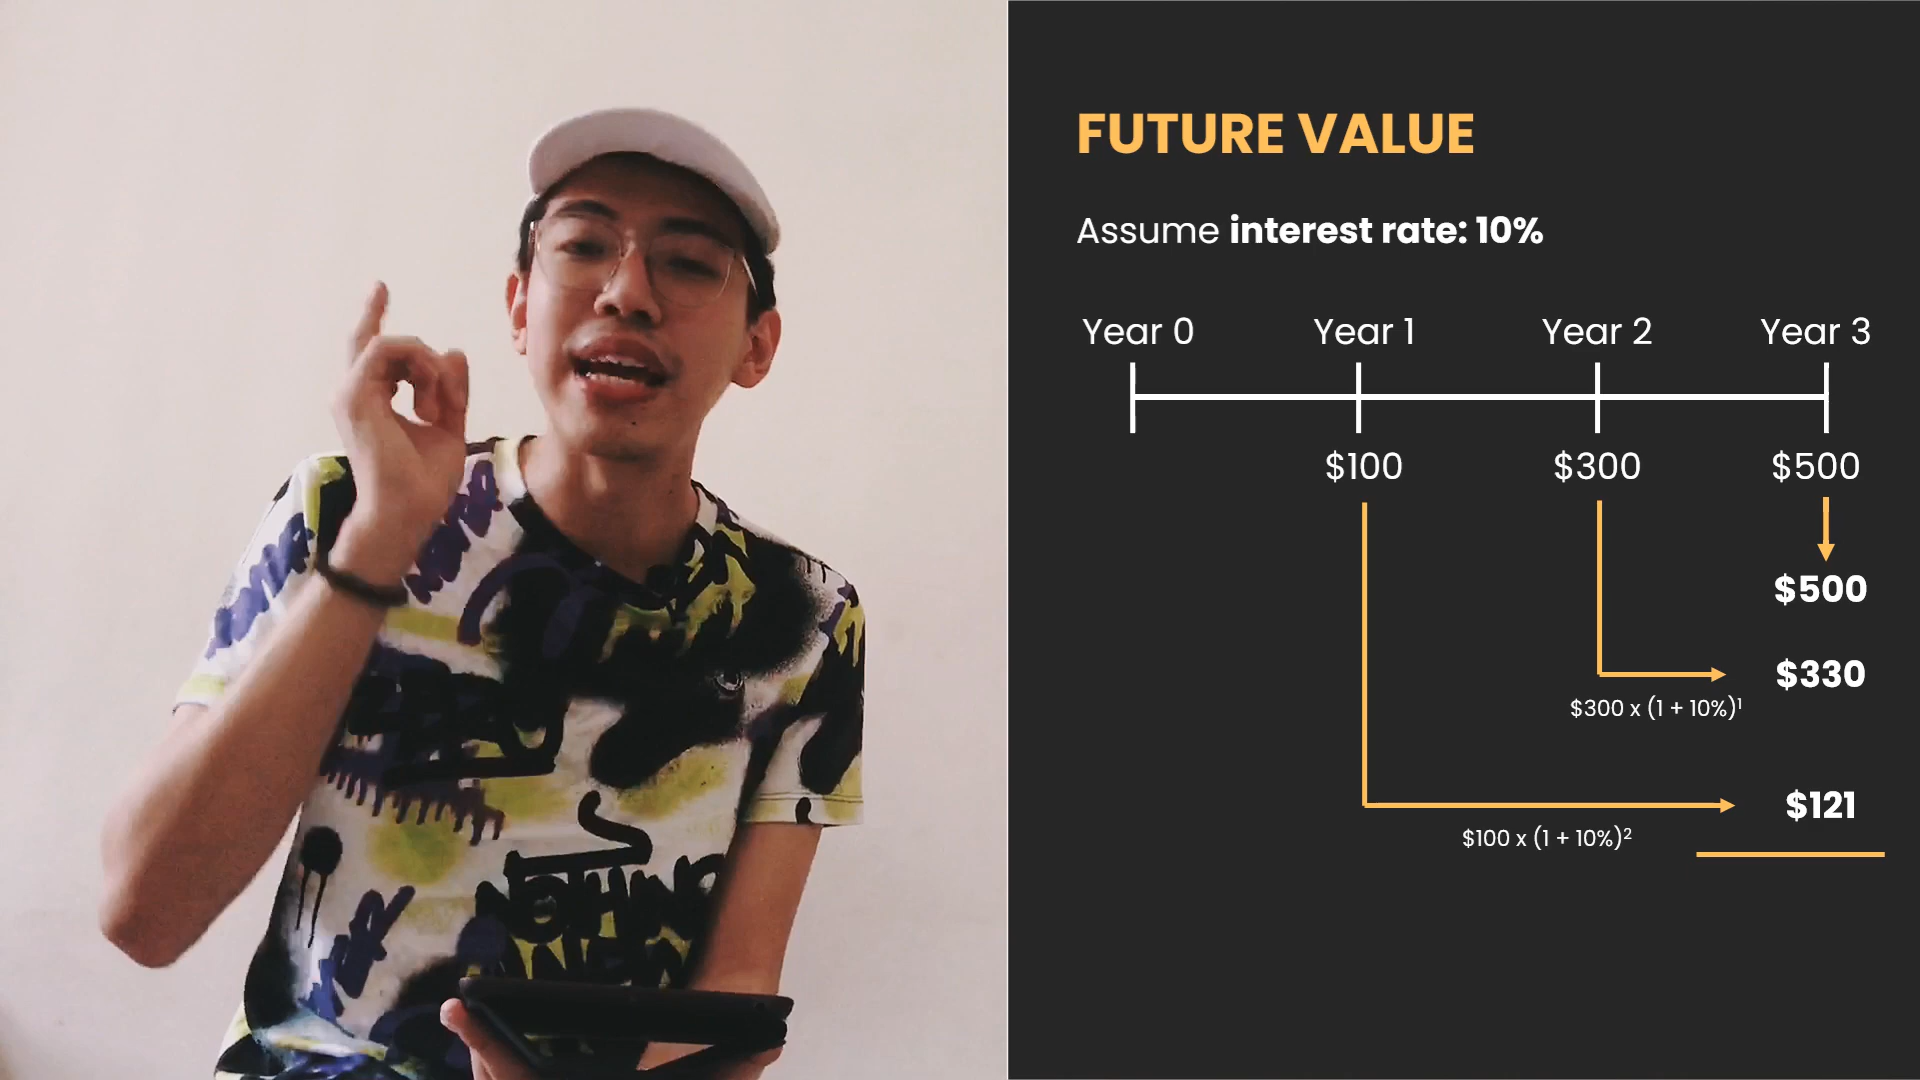 FUTURE VALUE
Assume interest rate: 10%
Year 0 Year 1 Year 2 Year 3
$100 $300 $500
$500
$330
$300 x (1 + 10%)¹
$121
$100 x (1 + 10%)²
NOTHING